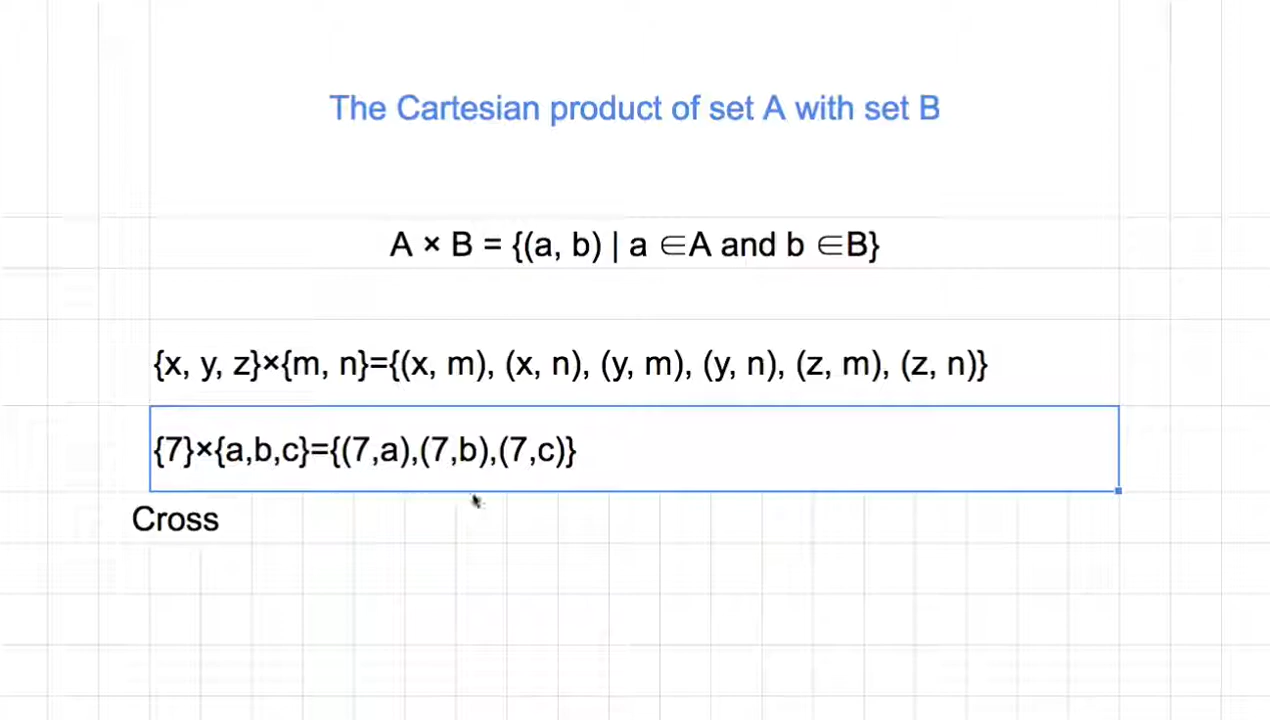 The Cartesian product of set A with set B
A × B = {(a, b) | a ∈A and b ∈B}
{x, y, z}×{m, n}={(x, m), (x, n), (y, m), (y, n), (z, m), (z, n)}
{7}×{a,b,c}={(7,a),(7,b),(7,c)}
Cross